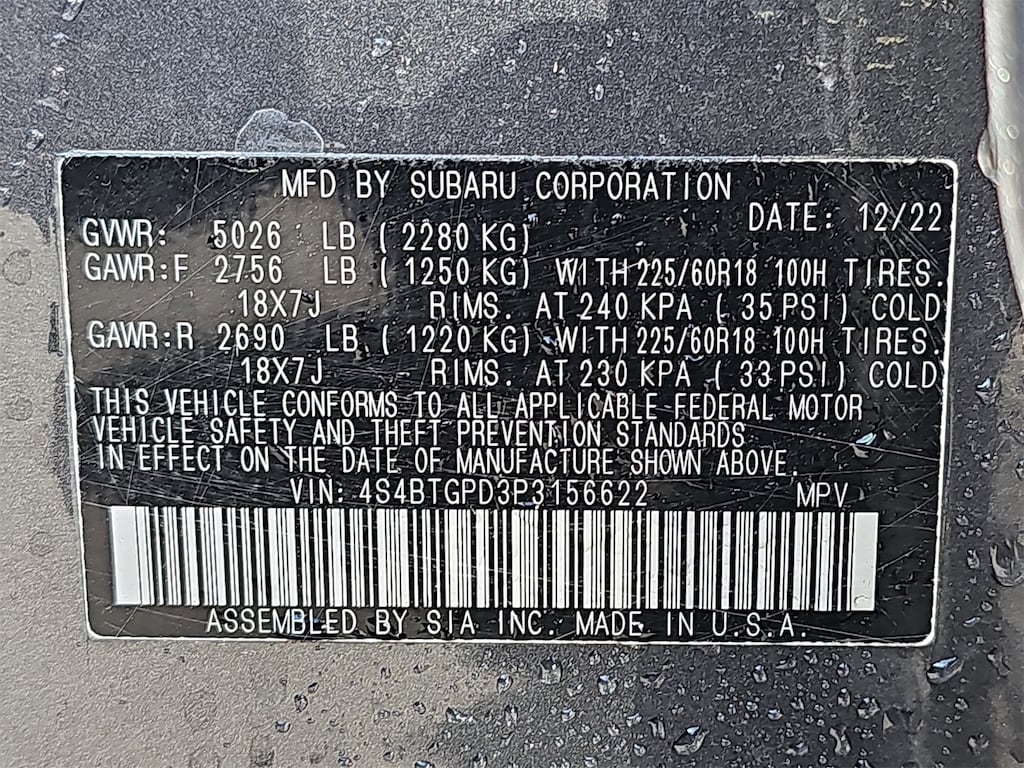 MFD BY SUBARU CORPORATION
DATE: 12/22
GVWR: 5026 LB ( 2280 KG)
GAWR:F 2756 LB ( 1250 KG) WITH 225/60R18 100H TIRES.
18X7J RIMS. AT 240 KPA ( 35 PSI) COLD
GAWR:R 2690 LB ( 1220 KG) WITH 225/60R18 100H TIRES.
18X7J RIMS. AT 230 KPA ( 33 PSI) COLD
THIS VEHICLE CONFORMS TO ALL APPLICABLE FEDERAL MOTOR
VEHICLE SAFETY AND THEFT PREVENTION STANDARDS
IN EFFECT ON THE DATE OF MANUFACTURE SHOWN ABOVE.
VIN: 4S4BTGPD3P3156622 MPV
ASSEMBLED BY SIA INC. MADE IN U.S.A.